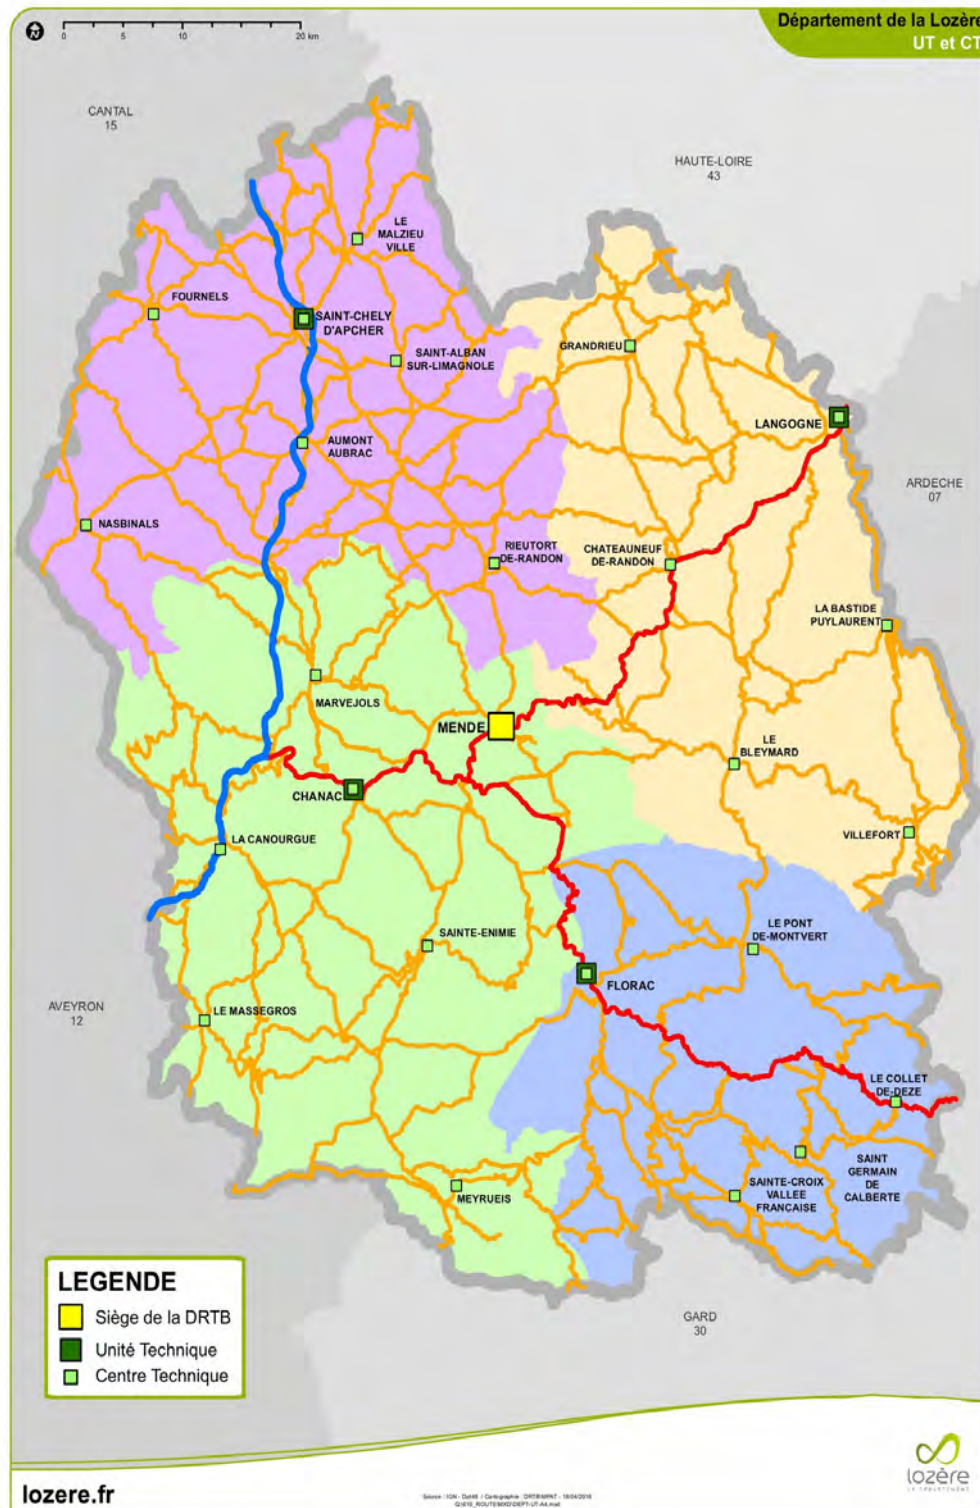 Département de la Lozère
UT et CT
0 5 10 20 km
CANTAL
15
HAUTE-LOIRE
43
LE
MALZIEU
VILLE
FOURNELS
SAINT-CHELY
D'APCHER
SAINT-ALBAN
SUR-LIMAGNOLE
GRANDRIEU
LANGOGNE
AUMONT
AUBRAC
ARDECHE
07
NASBINALS
RIEUTORT
DE-RANDON
CHATEAUNEUF
DE-RANDON
LA BASTIDE
PUYLAURENT
MARVEJOLS
MENDE
LE
BLEYMARD
CHANAC
LA CANOURGUE
VILLEFORT
SAINTE-ENIMIE
LE PONT
DE-MONTVERT
FLORAC
AVEYRON
12
LE MASSEGROS
LE COLLET
DE-DEZE
SAINT
GERMAIN
DE
CALBERTE
SAINTE-CROIX
VALLEE
FRANCAISE
MEYRUEIS
GARD
30
LEGENDE
Siège de la DRTB
Unité Technique
Centre Technique
lozere.fr
lozère
LE DÉPARTEMENT